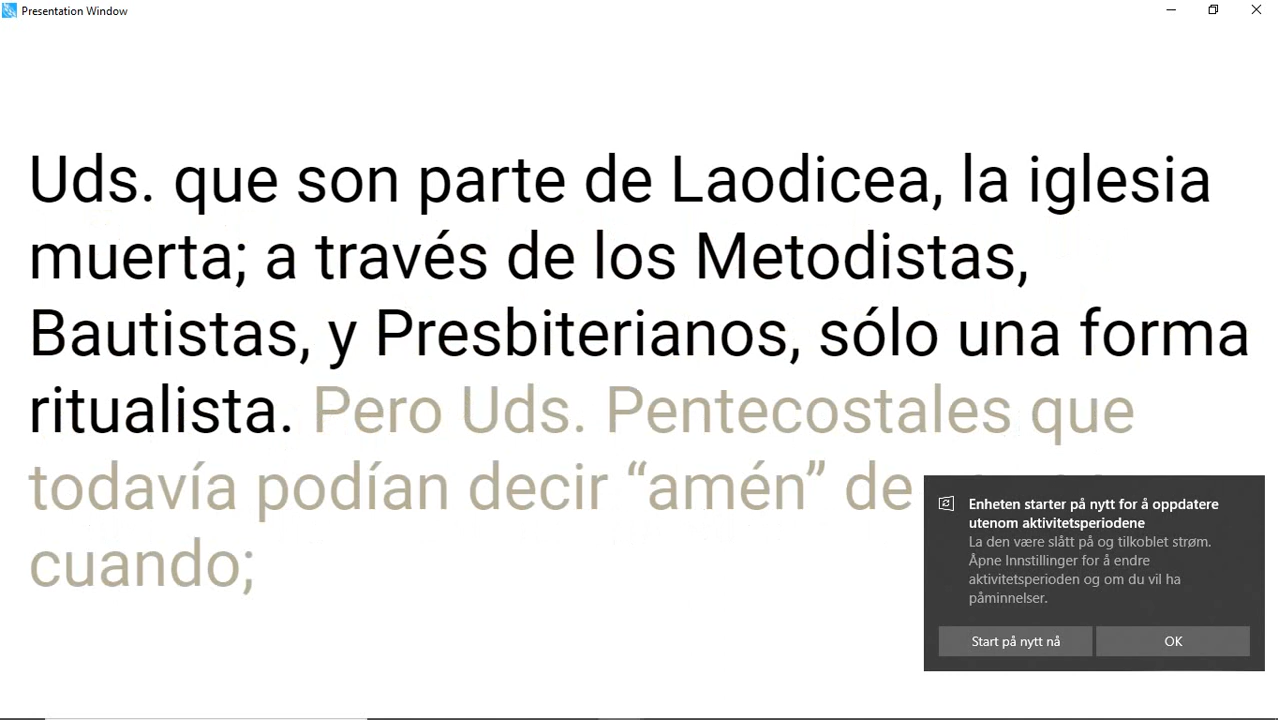 Presentation Window
Uds. que son parte de Laodicea, la iglesia
muerta; a través de los Metodistas,
Bautistas, y Presbiterianos, sólo una forma
ritualista. Pero Uds. Pentecostales que
todavía podían decir “amén” de
cuando;
Enheten starter på nytt for å oppdatere
utenom aktivitetsperiodene
La den være slått på og tilkoblet strøm.
Åpne Innstillinger for å endre
aktivitetsperioden og om du vil ha
påminnelser.
Start på nytt nå
OK